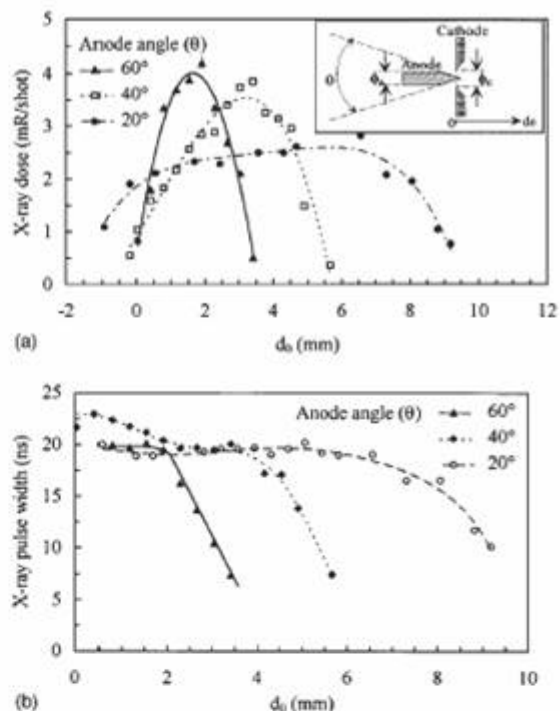 Anode angle (θ)
60°
40°
20°
Cathode
Anode
θ
5
4
3
2
1
0
X-ray dose (mR/shot)
-2 0 2 4 6 8 10 12
(a)
d₀ (mm)
Anode angle (θ)
60°
40°
20°
25
20
15
10
5
0
X-ray pulse width (ns)
0 2 4 6 8 10
(b)
d₀ (mm)